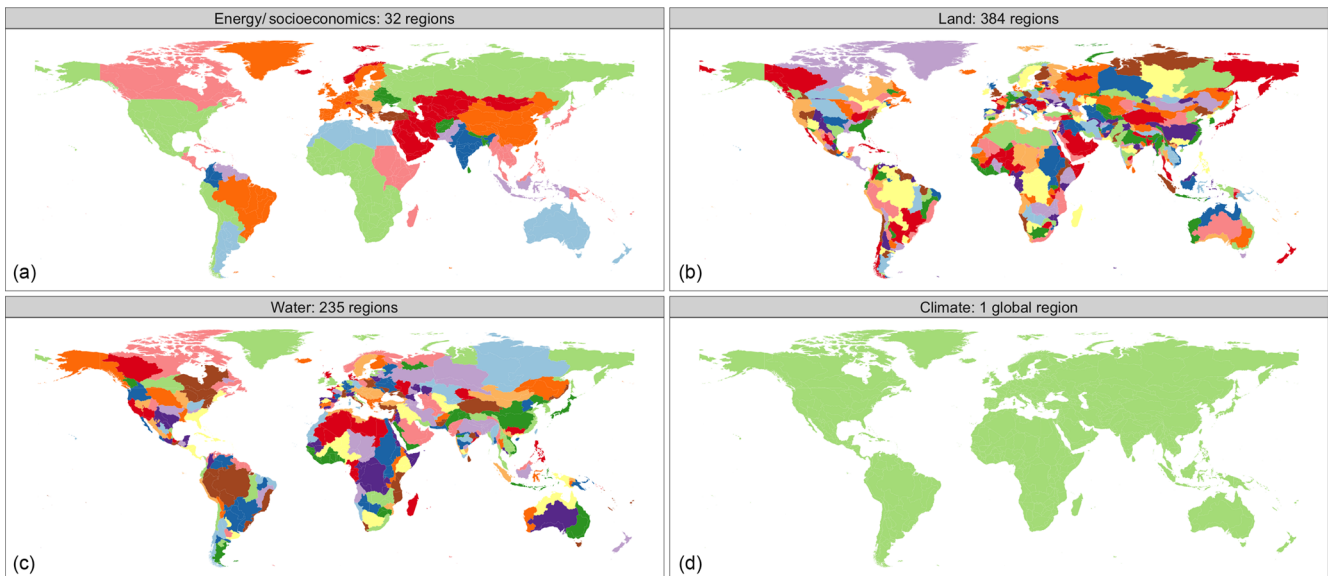 Energy/ socioeconomics: 32 regions
Land: 384 regions
(a)
(b)
Water: 235 regions
Climate: 1 global region
(c)
(d)